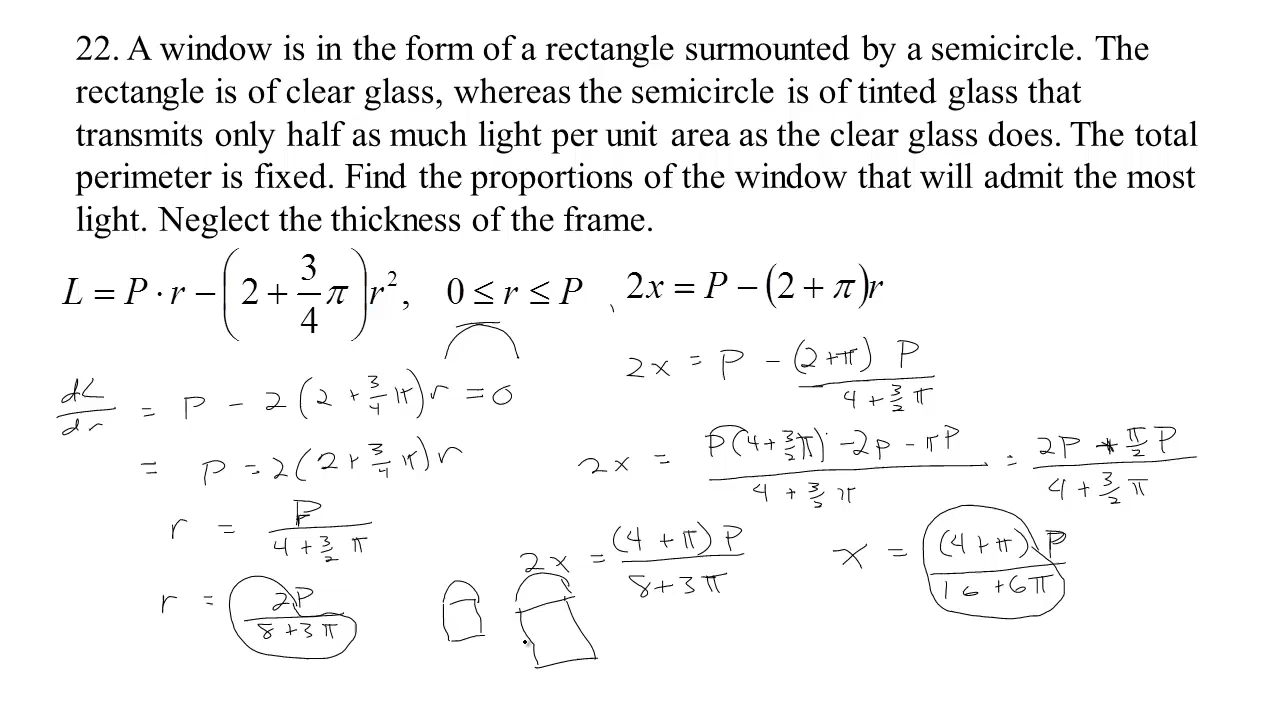 22. A window is in the form of a rectangle surmounted by a semicircle. The
rectangle is of clear glass, whereas the semicircle is of tinted glass that
transmits only half as much light per unit area as the clear glass does. The total
perimeter is fixed. Find the proportions of the window that will admit the most
light. Neglect the thickness of the frame.
L = P · r − (2 + 3/4 π) r², 0 ≤ r ≤ P , 2x = P − (2 + π)r
dL/dr = P − 2(2 + 3/4 π)r = 0
= P = 2(2 + 3/4 π)r
r = P/(4 + 3/2 π)
r = 2P/(8 + 3π)
2x = P − (2 + π) P/(4 + 3/2 π)
2x = (P(4 + 3/2 π) − 2P − πP)/(4 + 3/2 π) = (2P + π/2 P)/(4 + 3/2 π)
2x = (4 + π)P/(8 + 3π)
x = (4 + π)P/(16 + 6π)